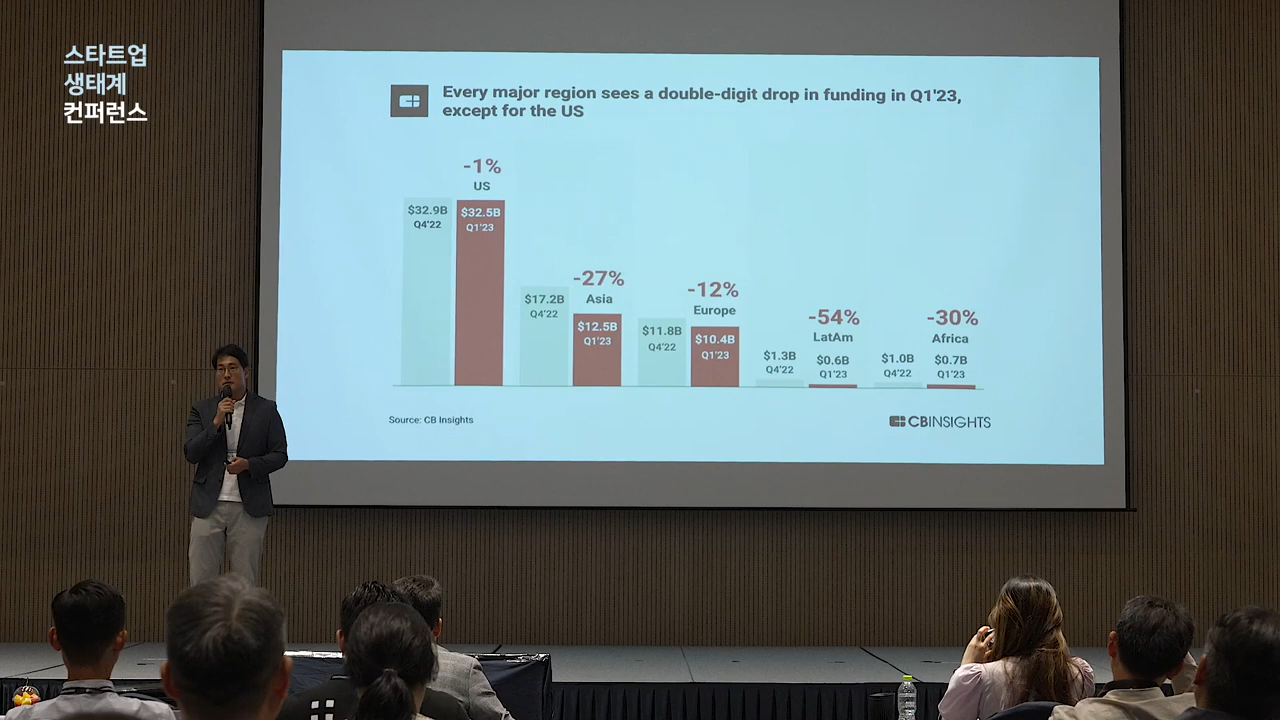 스타트업
생태계
컨퍼런스
Every major region sees a double-digit drop in funding in Q1'23,
except for the US
-1%
US
$32.9B
Q4'22
$32.5B
Q1'23
-27%
Asia
$17.2B
Q4'22
$12.5B
Q1'23
-12%
Europe
$11.8B
Q4'22
$10.4B
Q1'23
-54%
LatAm
$1.3B
Q4'22
$0.6B
Q1'23
-30%
Africa
$1.0B
Q4'22
$0.7B
Q1'23
Source: CB Insights
CBINSIGHTS